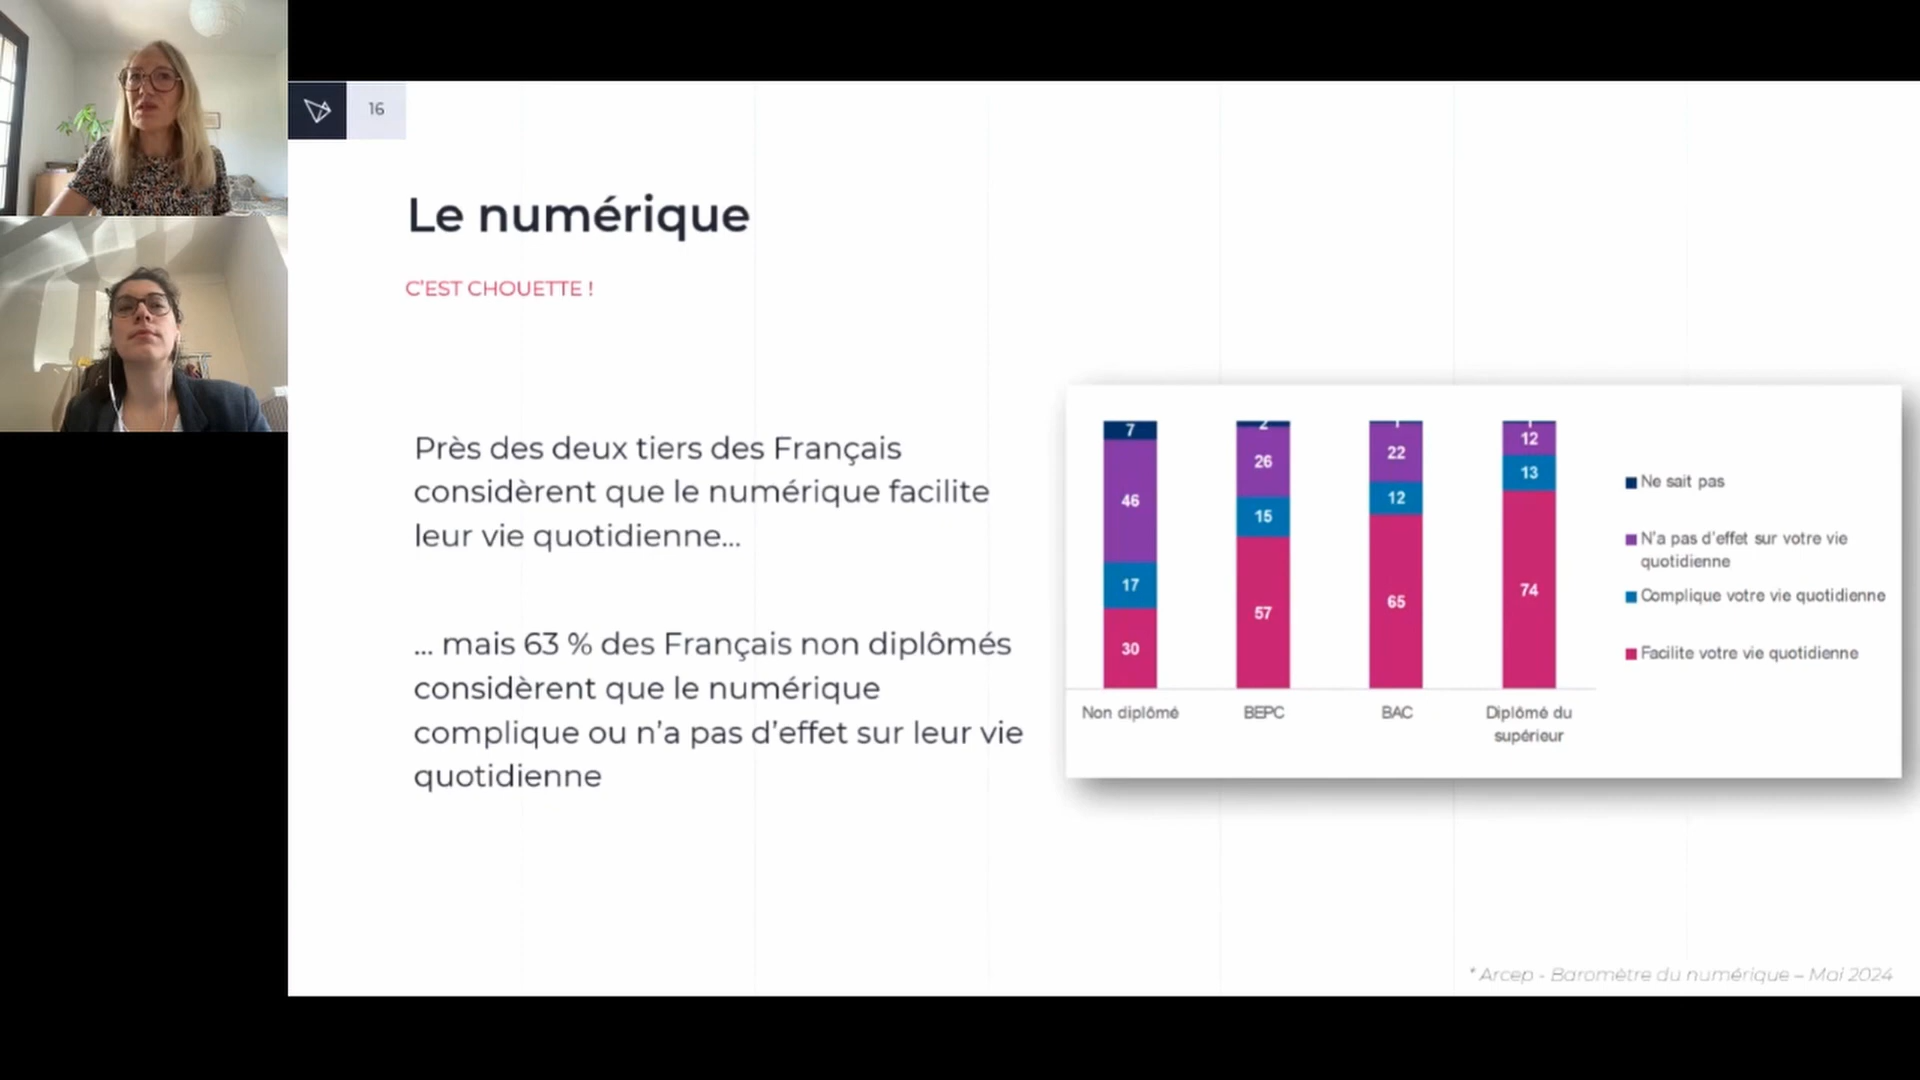 16
Le numérique
C'EST CHOUETTE !
Près des deux tiers des Français
considèrent que le numérique facilite
leur vie quotidienne...
... mais 63 % des Français non diplômés
considèrent que le numérique
complique ou n'a pas d'effet sur leur vie
quotidienne
7
46
17
30
2
26
15
57
1
22
12
65
1
12
13
74
Non diplômé
BEPC
BAC
Diplômé du
supérieur
Ne sait pas
N'a pas d'effet sur votre vie
quotidienne
Complique votre vie quotidienne
Facilite votre vie quotidienne
* Arcep - Baromètre du numérique – Mai 2024